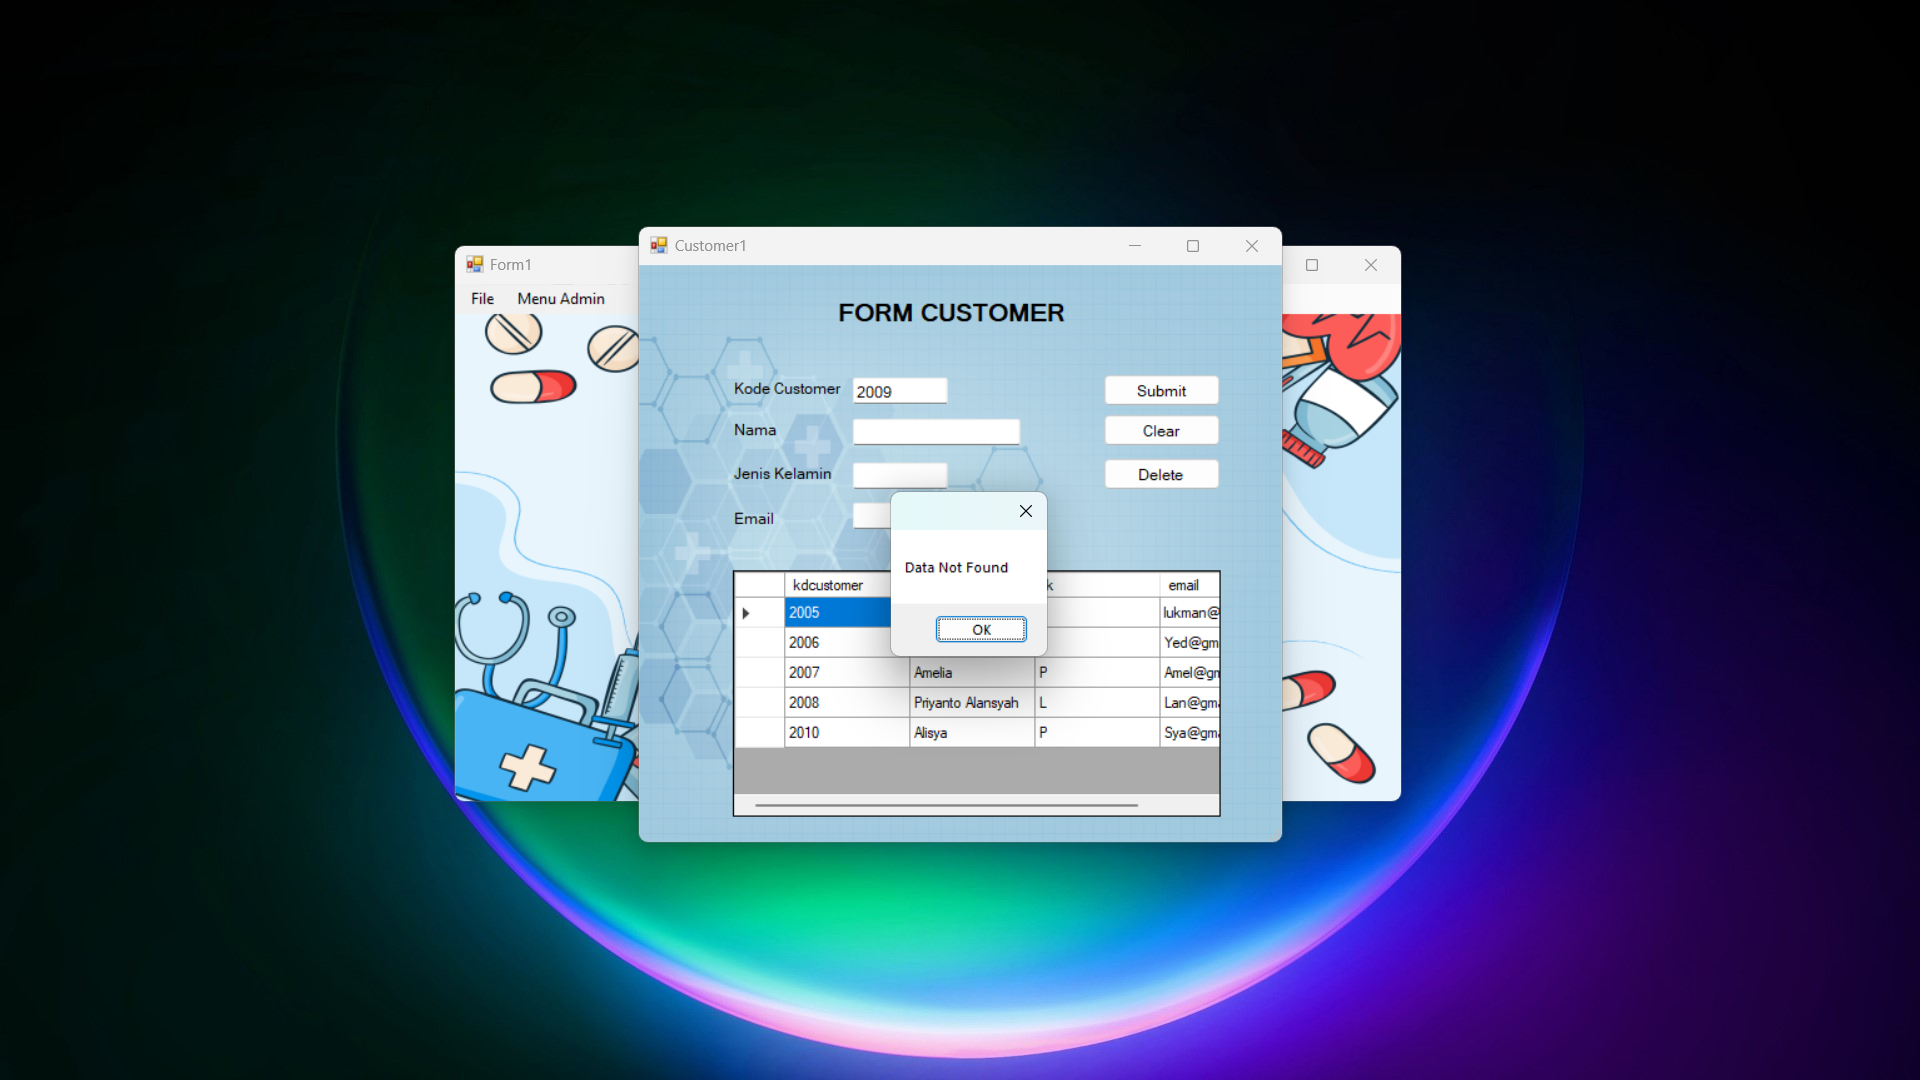 Customer1
Form1
File Menu Admin
FORM CUSTOMER
Kode Customer 2009 Submit
Nama Clear
Jenis Kelamin Delete
Email
Data Not Found
OK
kdcustomer k email
2005 lukman@
2006 Yed@gm
2007 Amelia P Amel@gm
2008 Priyanto Alansyah L Lan@gma
2010 Alisya P Sya@gma